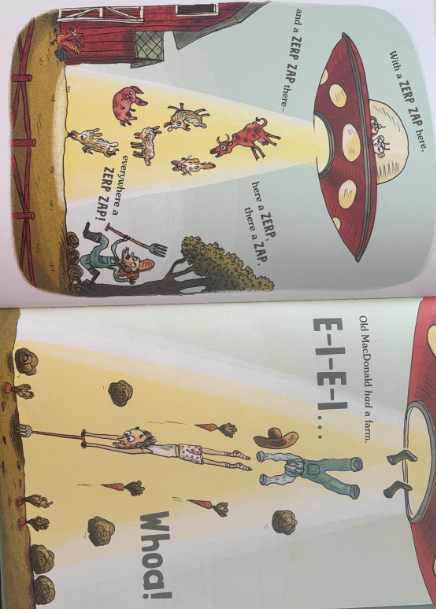 With a ZERP ZAP here,
and a ZERP ZAP there–
here a ZERP,
there a ZAP,
everywhere a
ZERP ZAP!
Old MacDonald had a farm.
E-I-E-I...
Whoa!